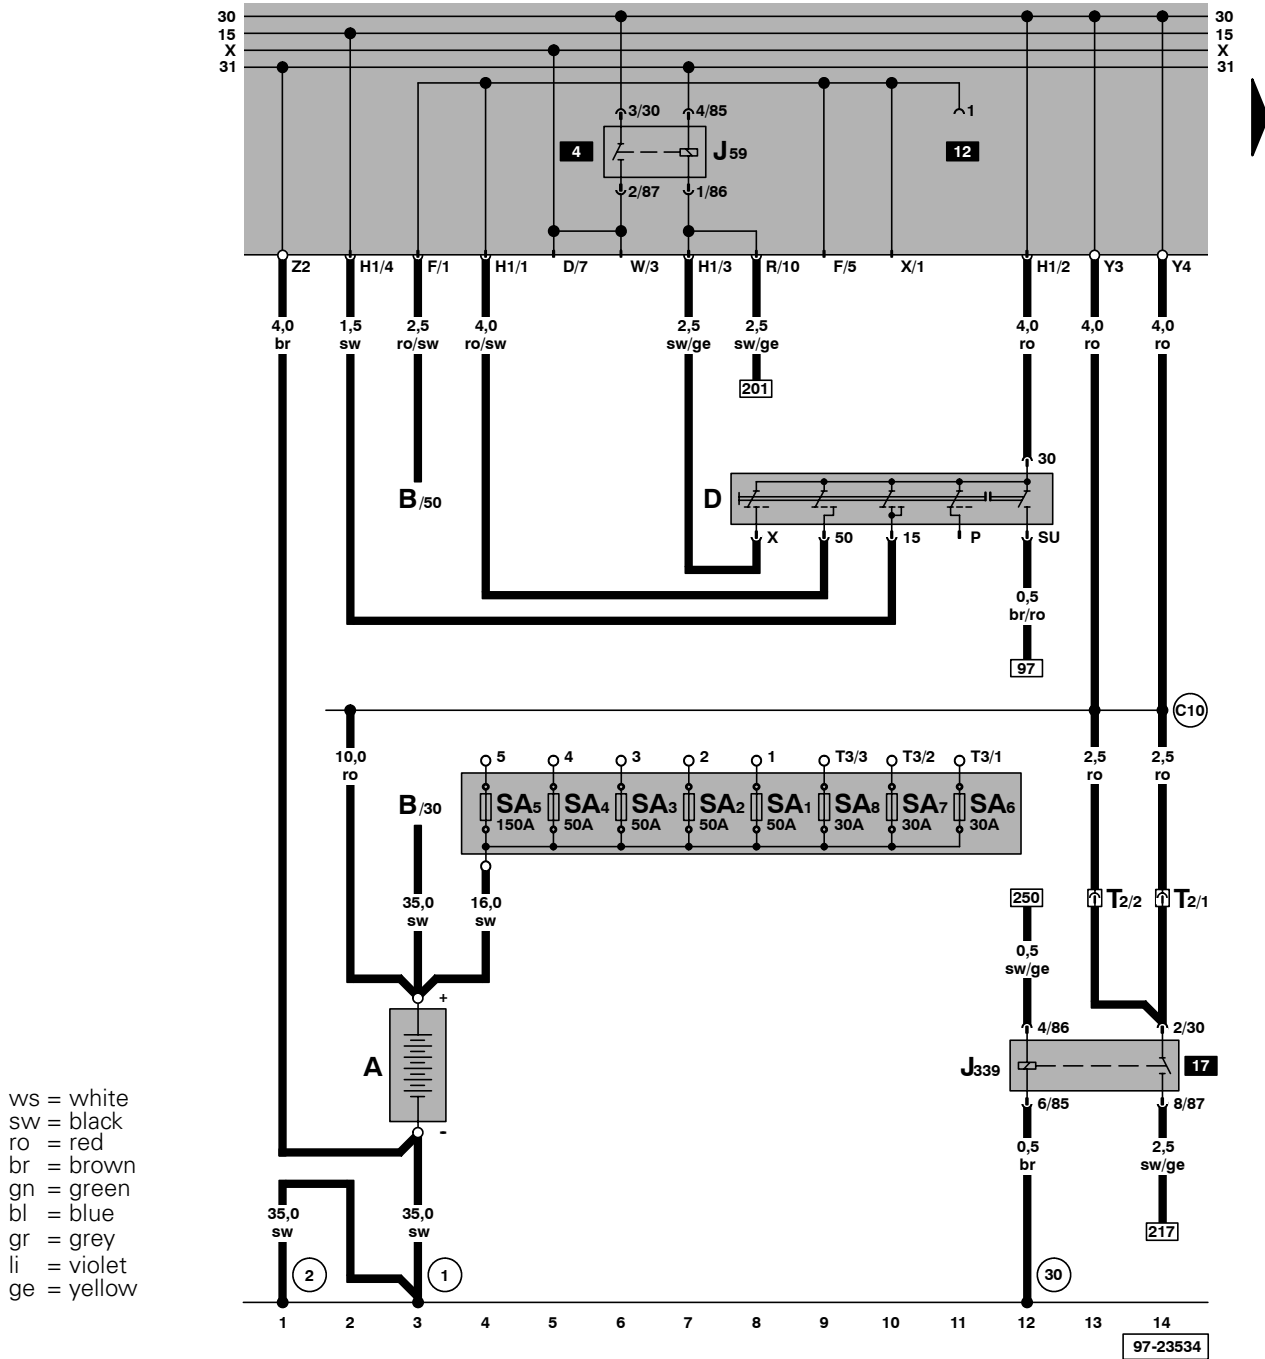 30 30
15 15
X X
31 31
3/30 4/85 1
4 J59 12
2/87 1/86
Z2 H1/4 F/1 H1/1 D/7 W/3 H1/3 R/10 F/5 X/1 H1/2 Y3 Y4
4,0 1,5 2,5 4,0 2,5 2,5 4,0 4,0 4,0
br sw ro/sw ro/sw sw/ge sw/ge ro ro ro
201
30
B/50 D
X 50 15 P SU
0,5
br/ro
97
C10
10,0 5 4 3 2 1 T3/3 T3/2 T3/1 2,5 2,5
ro ro ro
B/30 SA5 SA4 SA3 SA2 SA1 SA8 SA7 SA6
150A 50A 50A 50A 50A 30A 30A 30A
35,0 16,0 250 T2/2 T2/1
sw sw
0,5
sw/ge
+ 4/86 2/30
A J339 17
- 6/85 8/87
ws = white
sw = black
ro = red
br = brown
gn = green
bl = blue
gr = grey
li = violet
ge = yellow
0,5 2,5
br sw/ge
35,0 35,0 217
sw sw
2 1 30
1 2 3 4 5 6 7 8 9 10 11 12 13 14
97-23534